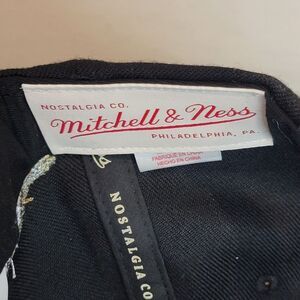 NOSTALGIA CO.
Mitchell & Ness
PHILADELPHIA, PA.
FABRIQUÉ EN CHINE
HECHO EN CHINA
NOSTALGIA CO